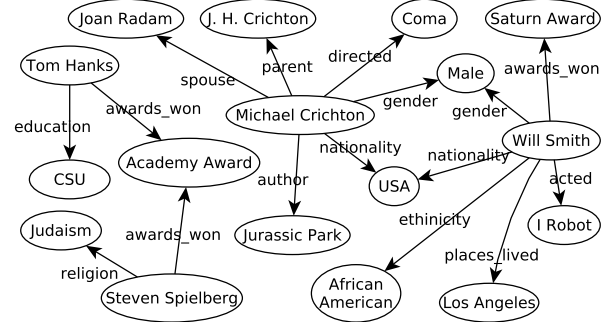 Joan Radam
J. H. Crichton
Coma
Saturn Award
Tom Hanks
spouse
parent
directed
Male
awards_won
awards_won
gender
gender
education
Michael Crichton
Will Smith
Academy Award
nationality
nationality
CSU
author
USA
acted
ethinicity
Judaism
awards_won
Jurassic Park
I Robot
religion
places_lived
African
American
Steven Spielberg
Los Angeles